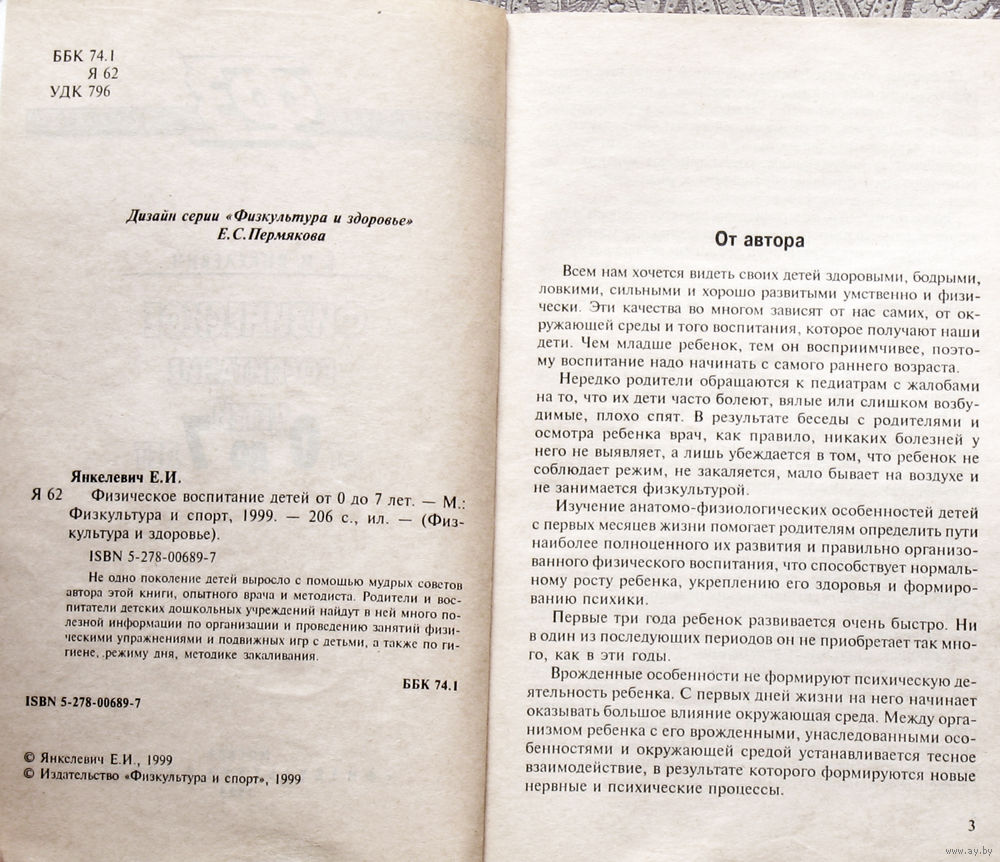 ББК 74.1
Я 62
УДК 796
Дизайн серии «Физкультура и здоровье»
Е.С.Пермякова
Янкелевич Е.И.
Я 62 Физическое воспитание детей от 0 до 7 лет. — М.:
Физкультура и спорт, 1999. — 206 с., ил. — (Физ-
культура и здоровье).
ISBN 5-278-00689-7
Не одно поколение детей выросло с помощью мудрых советов
автора этой книги, опытного врача и методиста. Родители и вос-
питатели детских дошкольных учреждений найдут в ней много по-
лезной информации по организации и проведению занятий физи-
ческими упражнениями и подвижных игр с детьми, а также по ги-
гиене, режиму дня, методике закаливания.
ББК 74.1
ISBN 5-278-00689-7
© Янкелевич Е.И., 1999
© Издательство «Физкультура и спорт», 1999
От автора
Всем нам хочется видеть своих детей здоровыми, бодрыми,
ловкими, сильными и хорошо развитыми умственно и физи-
чески. Эти качества во многом зависят от нас самих, от ок-
ружающей среды и того воспитания, которое получают наши
дети. Чем младше ребенок, тем он восприимчивее, поэто-
му воспитание надо начинать с самого раннего возраста.
Нередко родители обращаются к педиатрам с жалобами
на то, что их дети часто болеют, вялые или слишком возбу-
димые, плохо спят. В результате беседы с родителями и
осмотра ребенка врач, как правило, никаких болезней у
него не выявляет, а лишь убеждается в том, что ребенок не
соблюдает режим, не закаляется, мало бывает на воздухе и
не занимается физкультурой.
Изучение анатомо-физиологических особенностей детей
с первых месяцев жизни помогает родителям определить пути
наиболее полноценного их развития и правильно организо-
ванного физического воспитания, что способствует нормаль-
ному росту ребенка, укреплению его здоровья и формиро-
ванию психики.
Первые три года ребенок развивается очень быстро. Ни
в один из последующих периодов он не приобретает так мно-
го, как в эти годы.
Врожденные особенности не формируют психическую де-
ятельность ребенка. С первых дней жизни на него начинает
оказывать большое влияние окружающая среда. Между орга-
низмом ребенка с его врожденными, унаследованными осо-
бенностями и окружающей средой устанавливается тесное
взаимодействие, в результате которого формируются новые
нервные и психические процессы.
3
www.ay.by